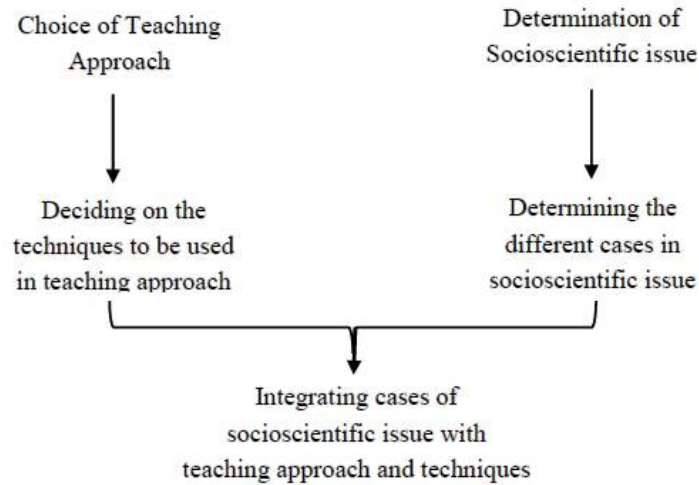 Choice of Teaching
Approach
Determination of
Socioscientific issue
Deciding on the
techniques to be used
in teaching approach
Determining the
different cases in
socioscientific issue
Integrating cases of
socioscientific issue with
teaching approach and techniques